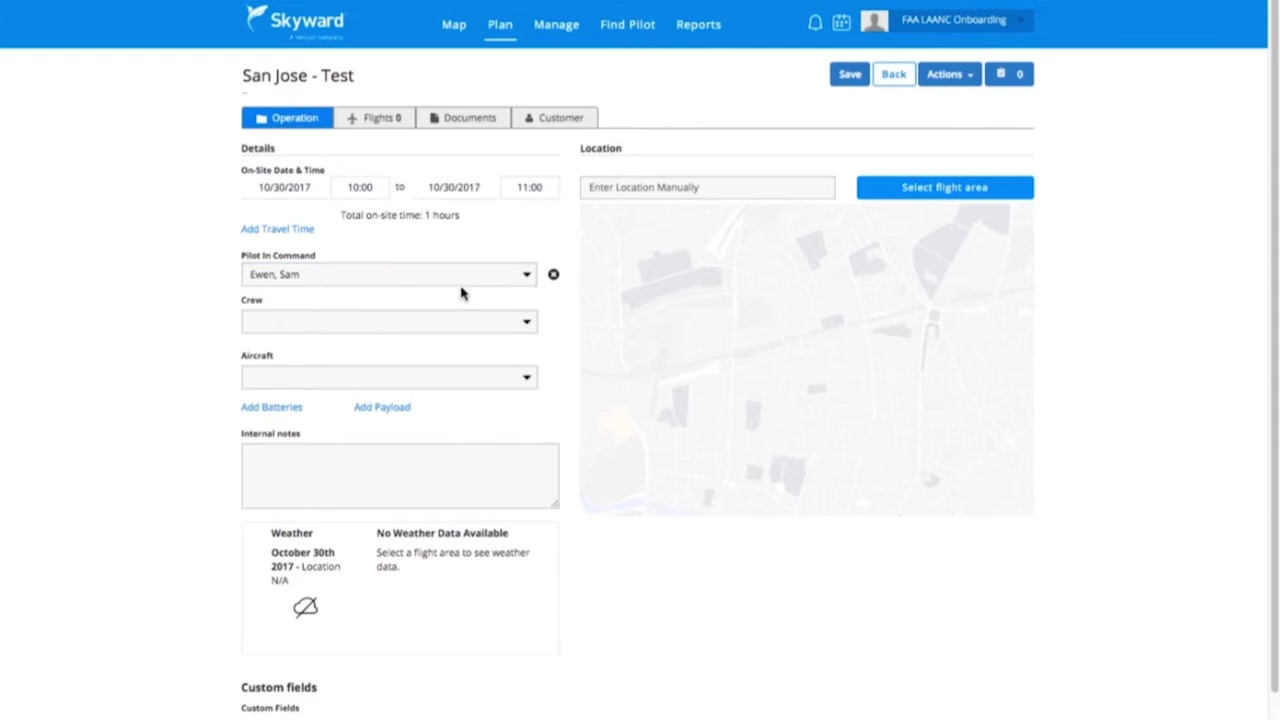 Skyward
A Verizon company
Map
Plan
Manage
Find Pilot
Reports
FAA LAANC Onboarding
San Jose - Test
--
Save
Back
Actions
0
Operation
Flights 0
Documents
Customer
Details
Location
On-Site Date & Time
10/30/2017
10:00
to
10/30/2017
11:00
Enter Location Manually
Select flight area
Total on-site time: 1 hours
Add Travel Time
Pilot In Command
Ewen, Sam
Crew
Aircraft
Add Batteries
Add Payload
Internal notes
Weather
October 30th
2017 - Location
N/A
No Weather Data Available
Select a flight area to see weather
data.
Custom fields
Custom Fields